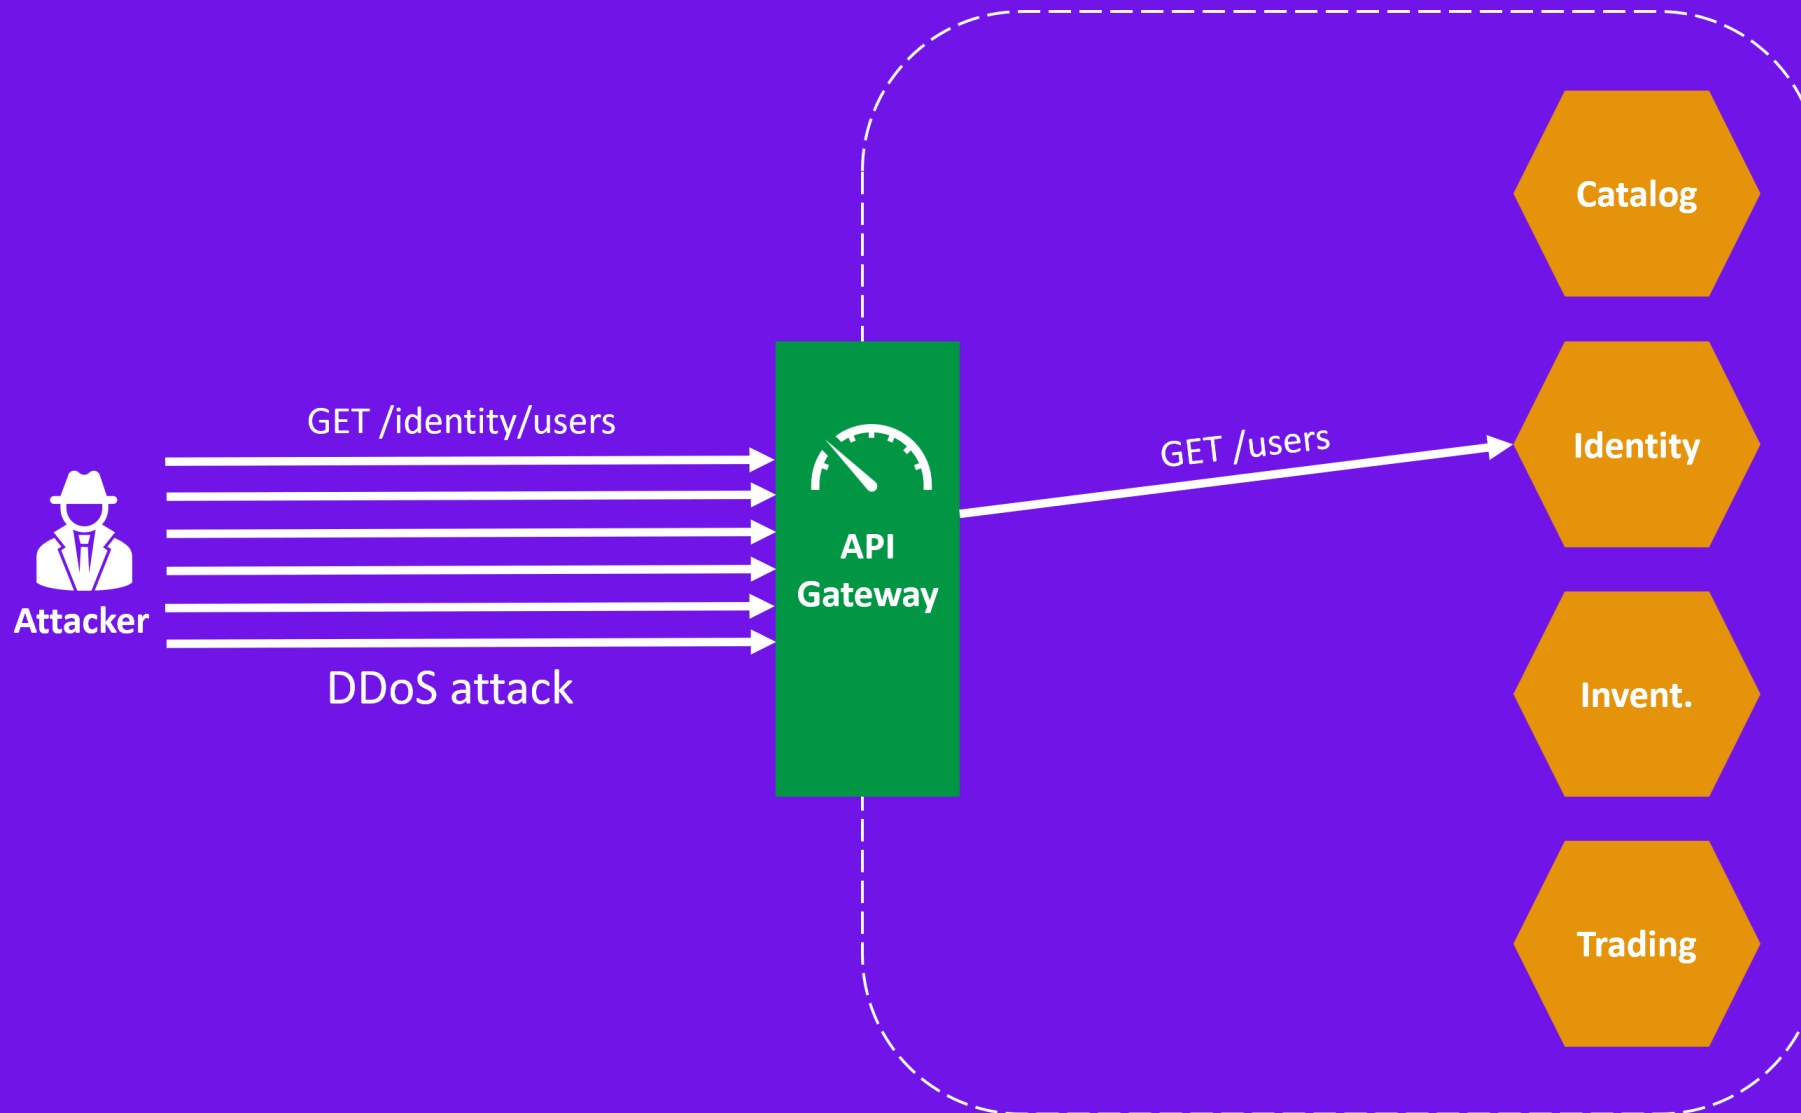 GET /identity/users
Attacker
DDoS attack
API
Gateway
GET /users
Catalog
Identity
Invent.
Trading